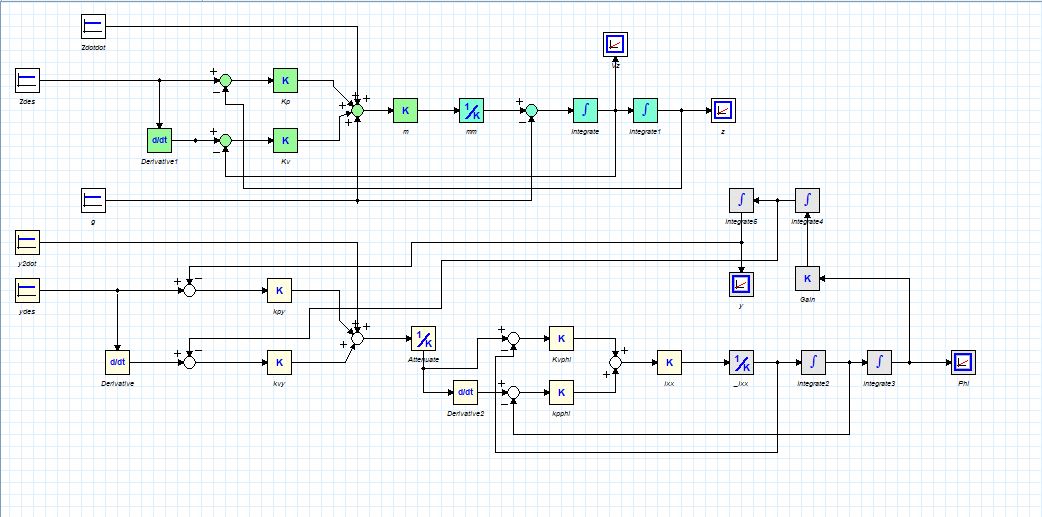 Zdotdot
Vz
Zdes
K
Kp
K
m
1/K
mm
∫
Integrate
∫
Integrate1
z
d/dt
Derivative1
K
Kv
g
∫
Integrate5
∫
Integrate4
y2dot
ydes
K
kpy
y
K
Gain
1/K
Attenuate
K
Kvphi
d/dt
Derivative
K
kvy
K
Ixx
1/K
_Ixx
∫
Integrate2
∫
Integrate3
Phi
d/dt
Derivative2
K
kpphi